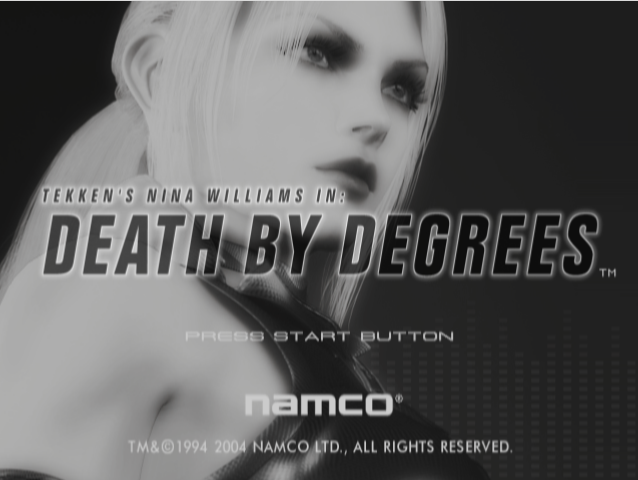 TEKKEN'S NINA WILLIAMS IN:
DEATH BY DEGREES™
PRESS START BUTTON
namco®
TM&©1994 2004 NAMCO LTD., ALL RIGHTS RESERVED.